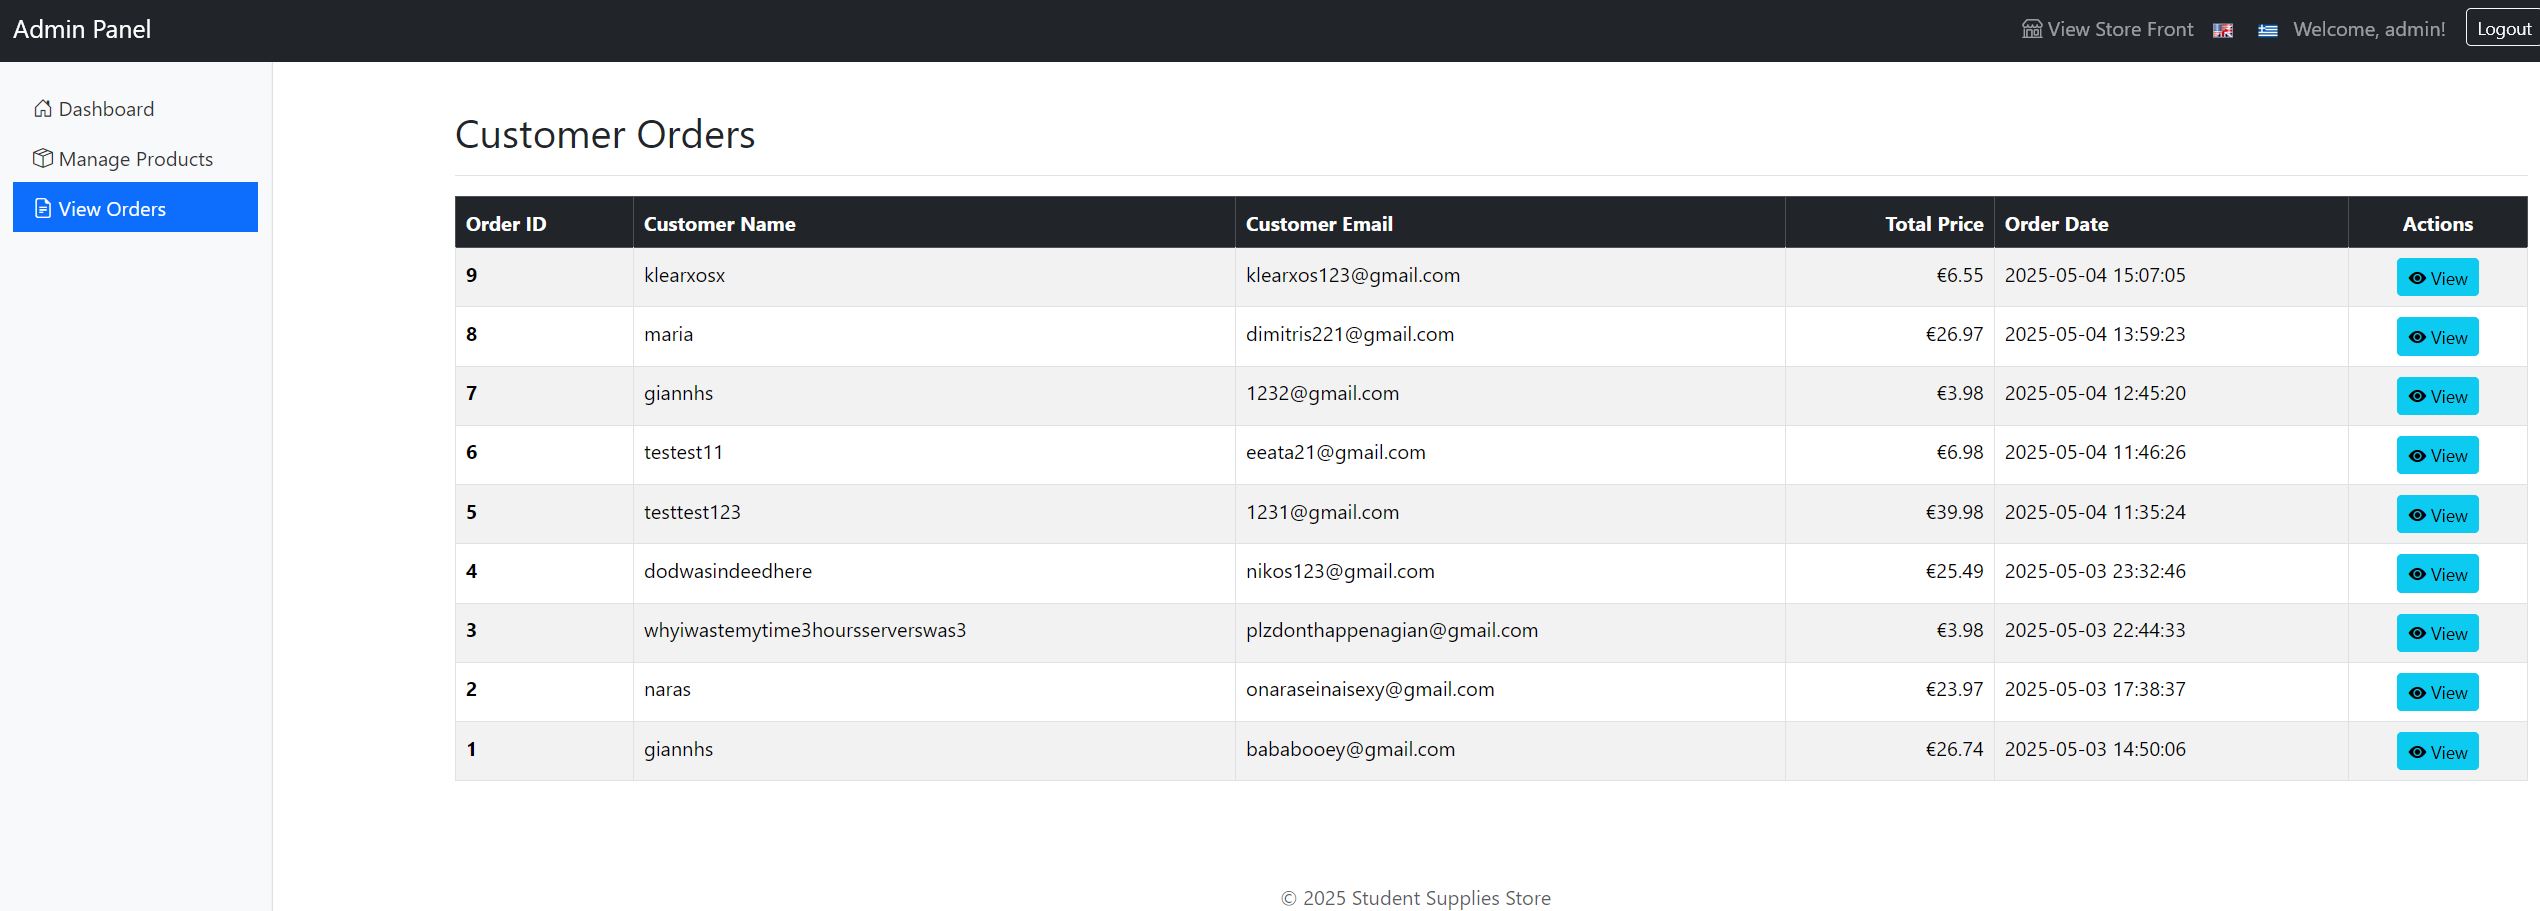 Admin Panel View Store Front Welcome, admin! Logout
Dashboard
Manage Products
View Orders
Customer Orders
Order ID Customer Name Customer Email Total Price Order Date Actions
9 klearxosx klearxos123@gmail.com €6.55 2025-05-04 15:07:05 View
8 maria dimitris221@gmail.com €26.97 2025-05-04 13:59:23 View
7 giannhs 1232@gmail.com €3.98 2025-05-04 12:45:20 View
6 testest11 eeata21@gmail.com €6.98 2025-05-04 11:46:26 View
5 testtest123 1231@gmail.com €39.98 2025-05-04 11:35:24 View
4 dodwasindeedhere nikos123@gmail.com €25.49 2025-05-03 23:32:46 View
3 whyiwastemytime3hoursserverswas3 plzdonthappenagian@gmail.com €3.98 2025-05-03 22:44:33 View
2 naras onaraseinaisexy@gmail.com €23.97 2025-05-03 17:38:37 View
1 giannhs bababooey@gmail.com €26.74 2025-05-03 14:50:06 View
© 2025 Student Supplies Store